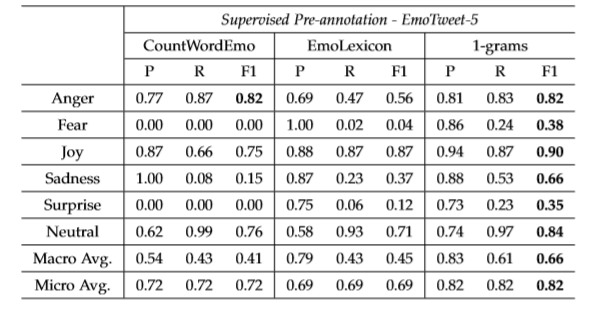 Supervised Pre-annotation - EmoTweet-5
CountWordEmo EmoLexicon 1-grams
P R F1 P R F1 P R F1
Anger 0.77 0.87 0.82 0.69 0.47 0.56 0.81 0.83 0.82
Fear 0.00 0.00 0.00 1.00 0.02 0.04 0.86 0.24 0.38
Joy 0.87 0.66 0.75 0.88 0.87 0.87 0.94 0.87 0.90
Sadness 1.00 0.08 0.15 0.87 0.23 0.37 0.88 0.53 0.66
Surprise 0.00 0.00 0.00 0.75 0.06 0.12 0.73 0.23 0.35
Neutral 0.62 0.99 0.76 0.58 0.93 0.71 0.74 0.97 0.84
Macro Avg. 0.54 0.43 0.41 0.79 0.43 0.45 0.83 0.61 0.66
Micro Avg. 0.72 0.72 0.72 0.69 0.69 0.69 0.82 0.82 0.82